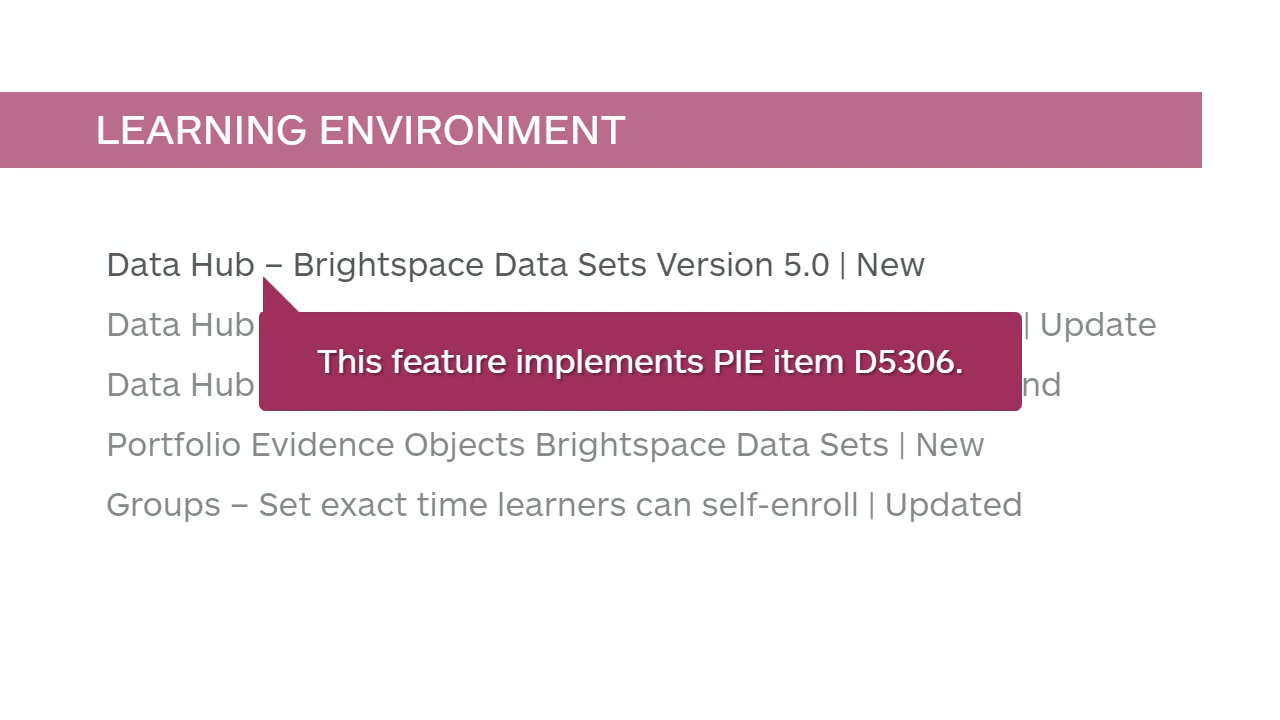 LEARNING ENVIRONMENT
Data Hub – Brightspace Data Sets Version 5.0 | New
Data Hub | Update
This feature implements PIE item D5306.
Data Hub
Portfolio Evidence Objects Brightspace Data Sets | New
Groups – Set exact time learners can self-enroll | Updated